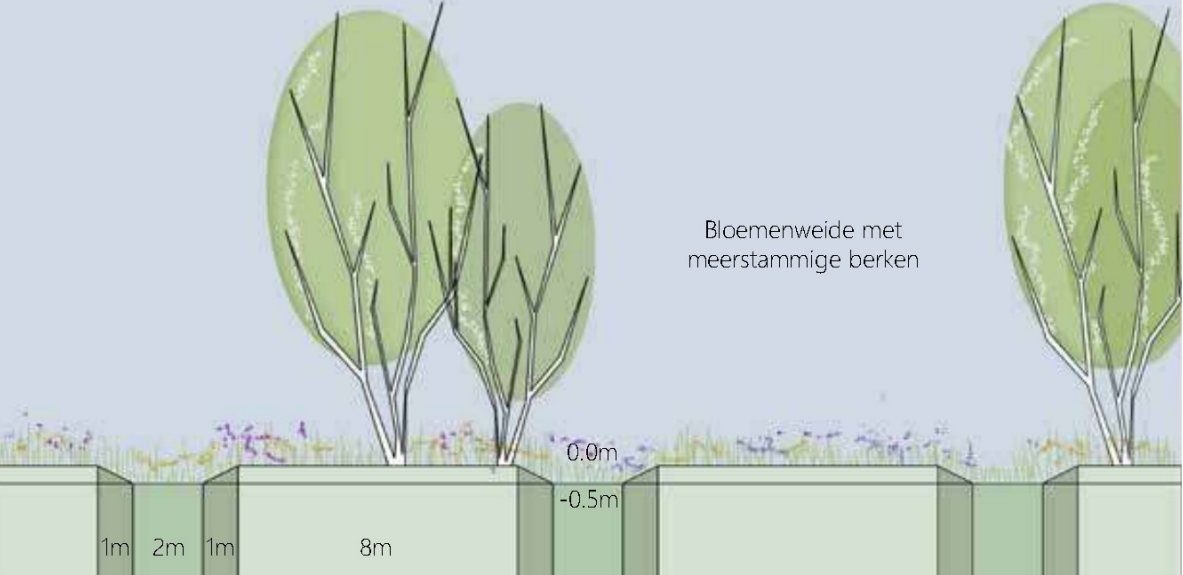 Bloemenweide met
meerstammige berken
0.0m
-0.5m
1m 2m 1m 8m